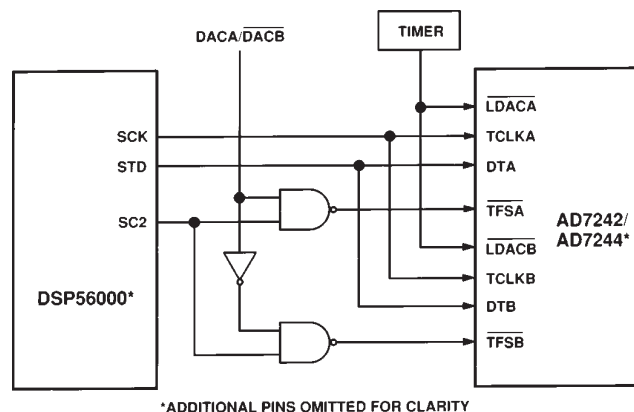 TIMER
DACA/DACB
LDACA
SCK
TCLKA
STD
DTA
SC2
TFSA
AD7242/
AD7244*
LDACB
TCLKB
DSP56000*
DTB
TFSB
*ADDITIONAL PINS OMITTED FOR CLARITY